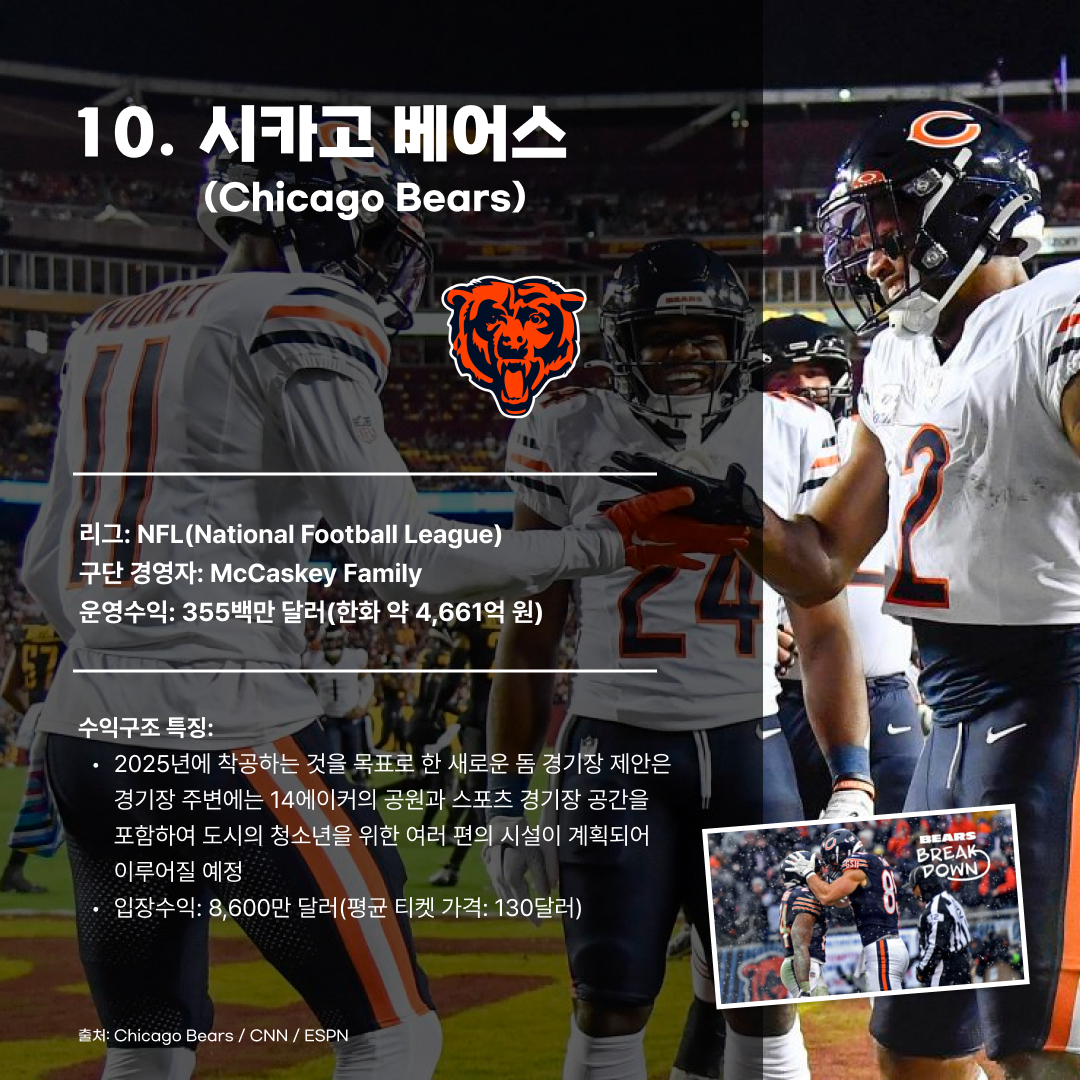 10. 시카고 베어스
(Chicago Bears)
MOONEY
11
BEARS
24
2
57
리그: NFL(National Football League)
구단 경영자: McCaskey Family
운영수익: 355백만 달러(한화 약 4,661억 원)
수익구조 특징:
• 2025년에 착공하는 것을 목표로 한 새로운 돔 경기장 제안은
경기장 주변에는 14에이커의 공원과 스포츠 경기장 공간을
포함하여 도시의 청소년을 위한 여러 편의 시설이 계획되어
이루어질 예정
• 입장수익: 8,600만 달러(평균 티켓 가격: 130달러)
BEARS
BREAK
DOWN
출처: Chicago Bears / CNN / ESPN